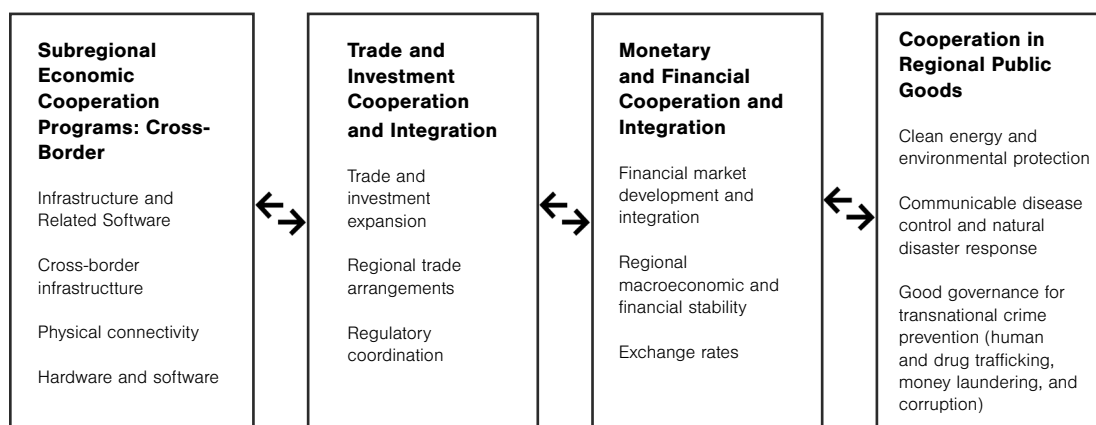 Subregional
Economic
Cooperation
Programs: Cross-
Border
Infrastructure and
Related Software
Cross-border
infrastructture
Physical connectivity
Hardware and software
Trade and
Investment
Cooperation
and Integration
Trade and
investment
expansion
Regional trade
arrangements
Regulatory
coordination
Monetary
and Financial
Cooperation and
Integration
Financial market
development and
integration
Regional
macroeconomic and
financial stability
Exchange rates
Cooperation in
Regional Public
Goods
Clean energy and
environmental protection
Communicable disease
control and natural
disaster response
Good governance for
transnational crime
prevention (human
and drug trafficking,
money laundering, and
corruption)